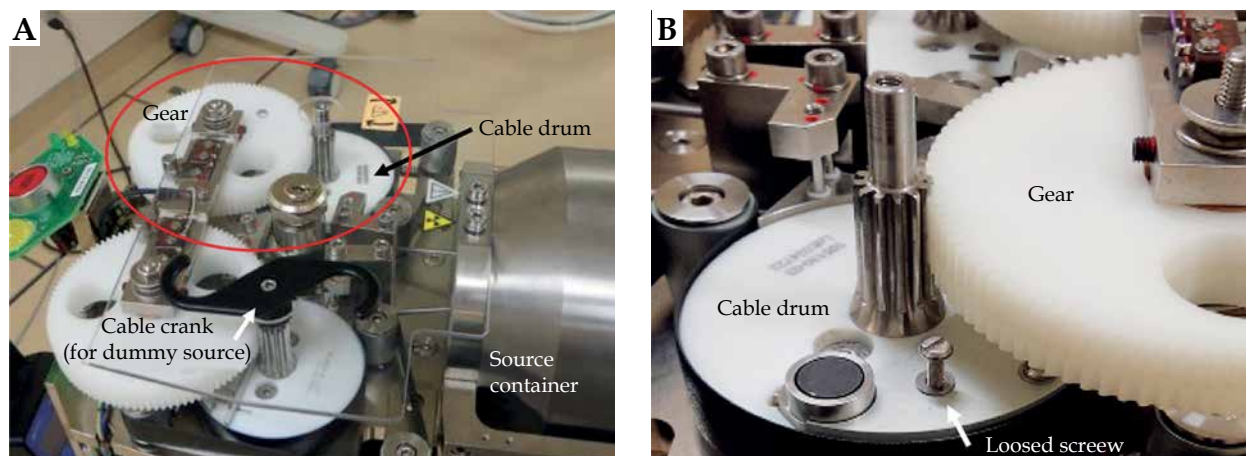 A
Gear
Cable drum
Cable crank
(for dummy source)
Source
container
B
Gear
Cable drum
Loosed screew